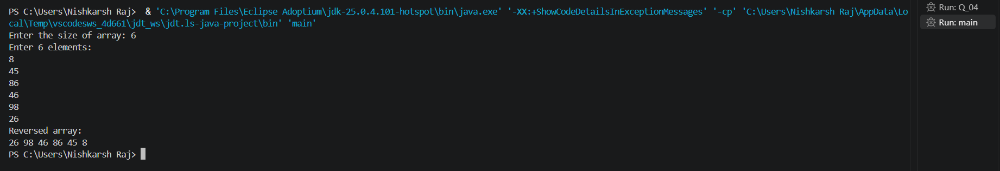 PS C:\Users\Nishkarsh Raj>  & 'C:\Program Files\Eclipse Adoptium\jdk-25.0.4.101-hotspot\bin\java.exe' '-XX:+ShowCodeDetailsInExceptionMessages' '-cp' 'C:\Users\Nishkarsh Raj\AppData\Lo
cal\Temp\vscodesws_4d661\jdt_ws\jdt.ls-java-project\bin' 'main'
Enter the size of array: 6
Enter 6 elements:
8
45
86
46
98
26
Reversed array:
26 98 46 86 45 8
PS C:\Users\Nishkarsh Raj>
Run: Q_04
Run: main